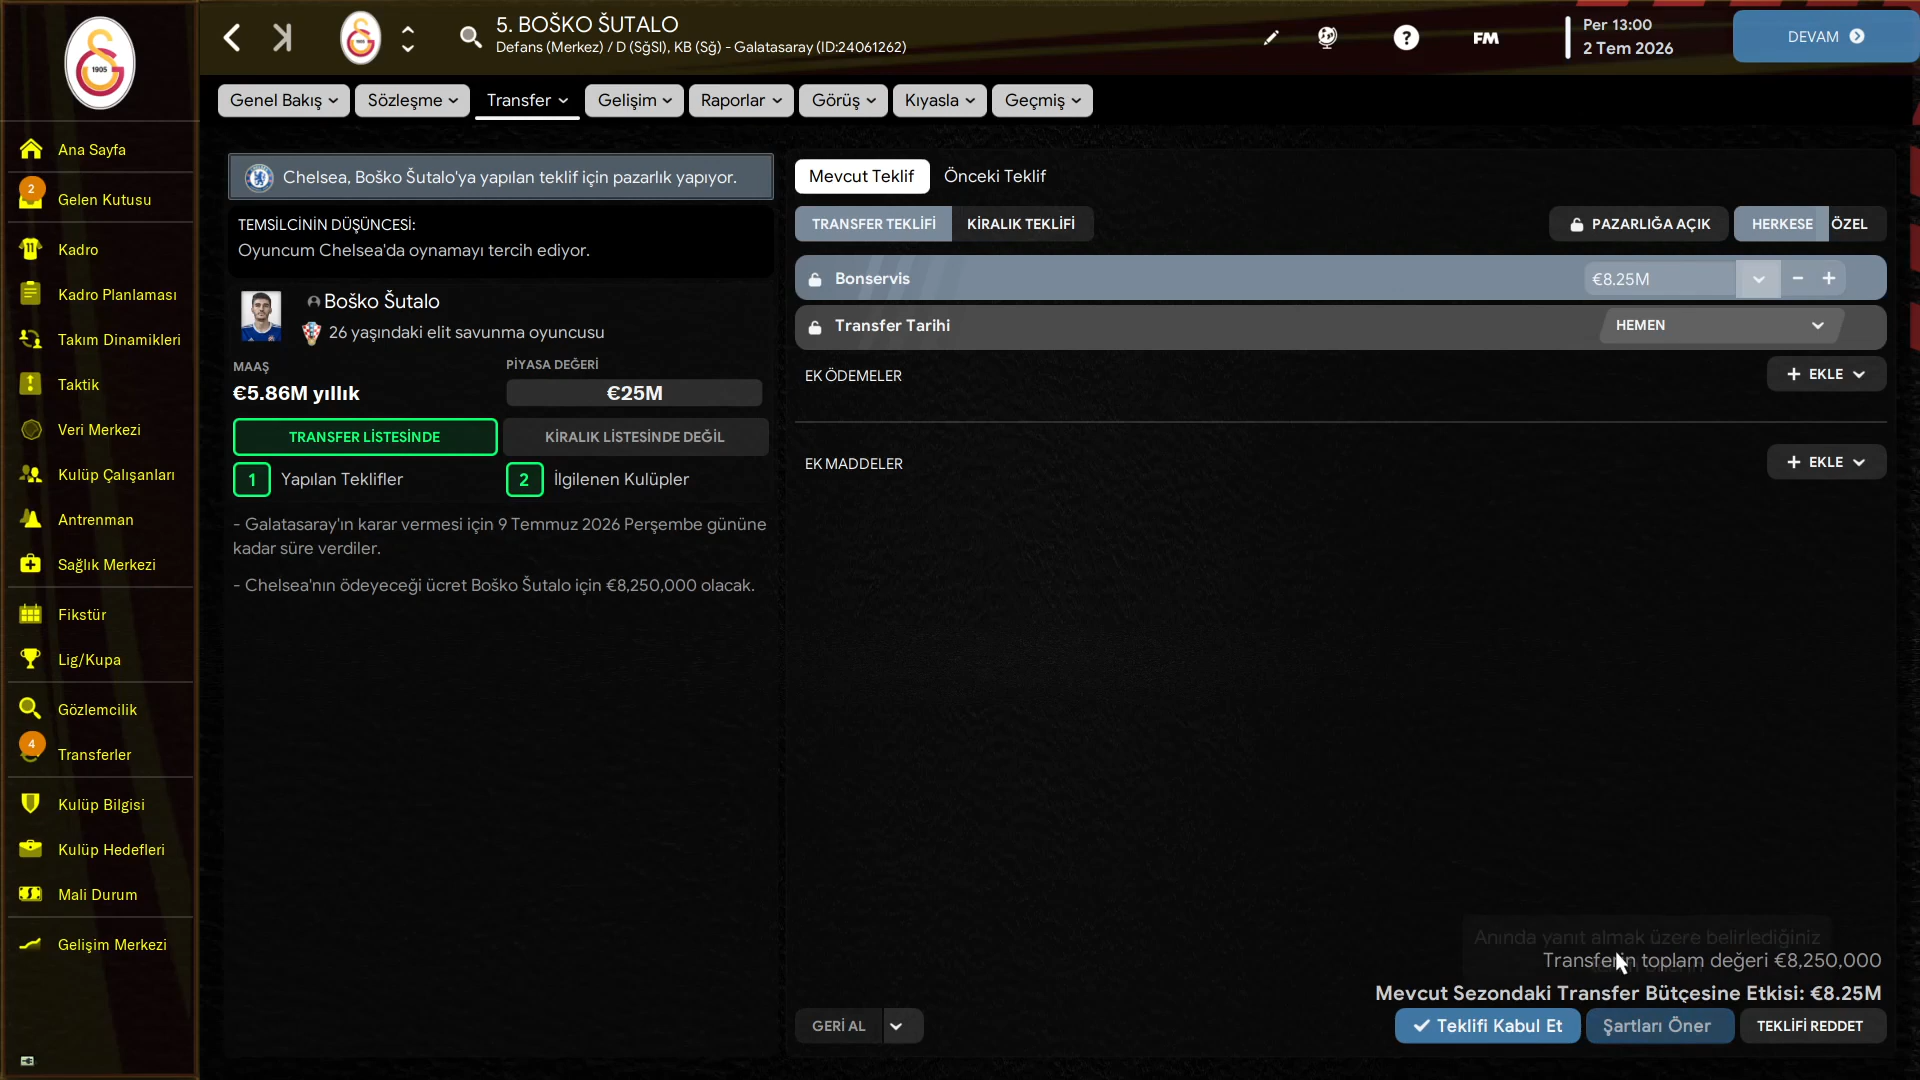 5. BOŠKO ŠUTALO
Defans (Merkez) / D (SğSl), KB (Sğ) - Galatasaray (ID:24061262)
FM
Per 13:00
2 Tem 2026
DEVAM
1905
Genel Bakış
Sözleşme
Transfer
Gelişim
Raporlar
Görüş
Kıyasla
Geçmiş
Ana Sayfa
2
Gelen Kutusu
Kadro
Kadro Planlaması
Takım Dinamikleri
Taktik
Veri Merkezi
Kulüp Çalışanları
Antrenman
Sağlık Merkezi
Fikstür
Lig/Kupa
Gözlemcilik
4
Transferler
Kulüp Bilgisi
Kulüp Hedefleri
Mali Durum
Gelişim Merkezi
Chelsea, Boško Šutalo'ya yapılan teklif için pazarlık yapıyor.
TEMSİLCİNİN DÜŞÜNCESİ:
Oyuncum Chelsea'da oynamayı tercih ediyor.
Boško Šutalo
26 yaşındaki elit savunma oyuncusu
MAAŞ
€5.86M yıllık
PİYASA DEĞERİ
€25M
TRANSFER LİSTESİNDE
KİRALIK LİSTESİNDE DEĞİL
1 Yapılan Teklifler
2 İlgilenen Kulüpler
- Galatasaray'ın karar vermesi için 9 Temmuz 2026 Perşembe gününe
kadar süre verdiler.
- Chelsea'nın ödeyeceği ücret Boško Šutalo için €8,250,000 olacak.
Mevcut Teklif
Önceki Teklif
TRANSFER TEKLİFİ
KİRALIK TEKLİFİ
PAZARLIĞA AÇIK
HERKESE
ÖZEL
Bonservis
€8.25M
Transfer Tarihi
HEMEN
EK ÖDEMELER
EKLE
EK MADDELER
EKLE
Anında yanıt almak üzere belirlediğiniz
Transferin toplam değeri €8,250,000
Mevcut Sezondaki Transfer Bütçesine Etkisi: €8.25M
GERİ AL
Teklifi Kabul Et
Şartları Öner
TEKLİFİ REDDET